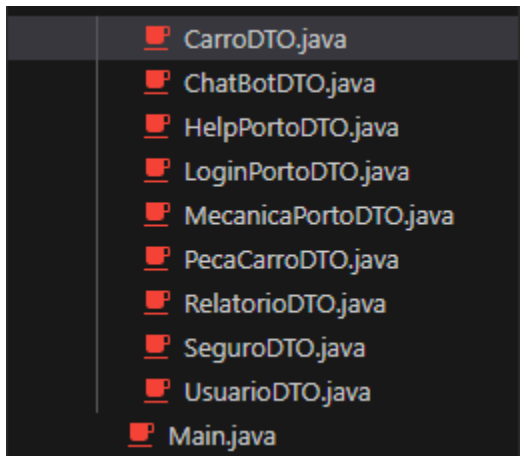 CarroDTO.java
ChatBotDTO.java
HelpPortoDTO.java
LoginPortoDTO.java
MecanicaPortoDTO.java
PecaCarroDTO.java
RelatorioDTO.java
SeguroDTO.java
UsuarioDTO.java
Main.java